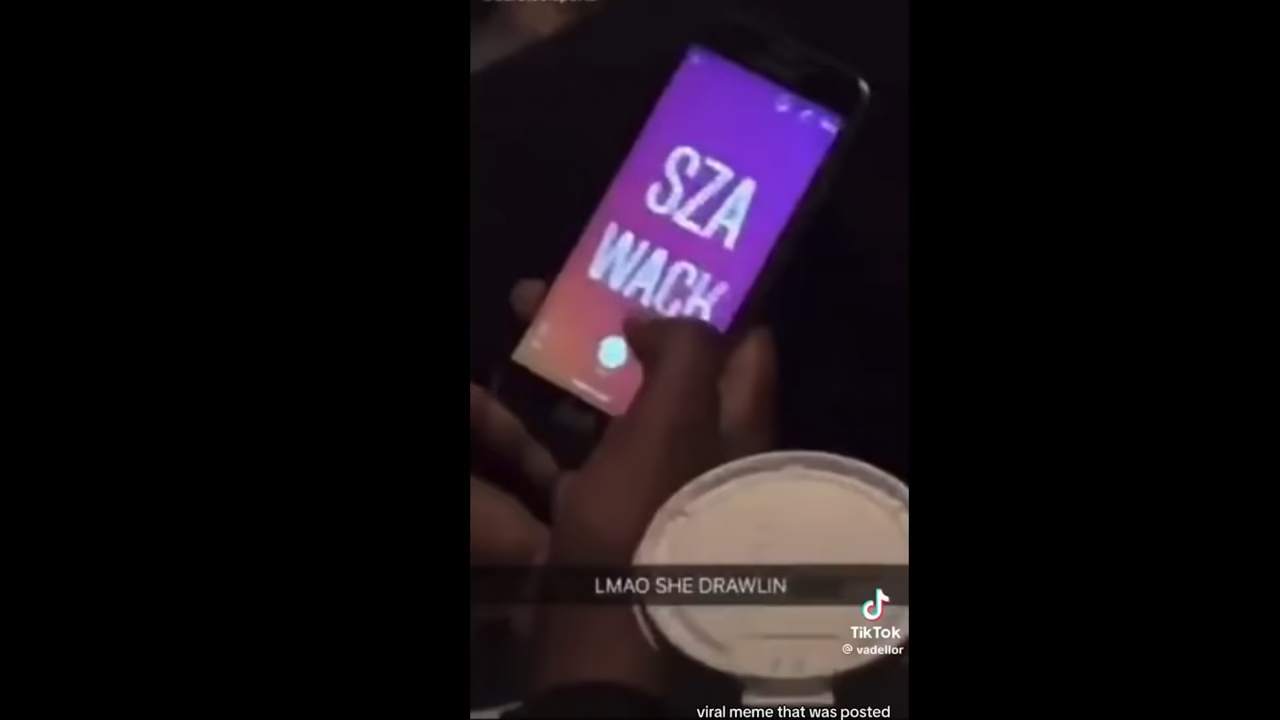 SZA
WACK
LMAO SHE DRAWLIN
TikTok
@ vadellor
viral meme that was posted